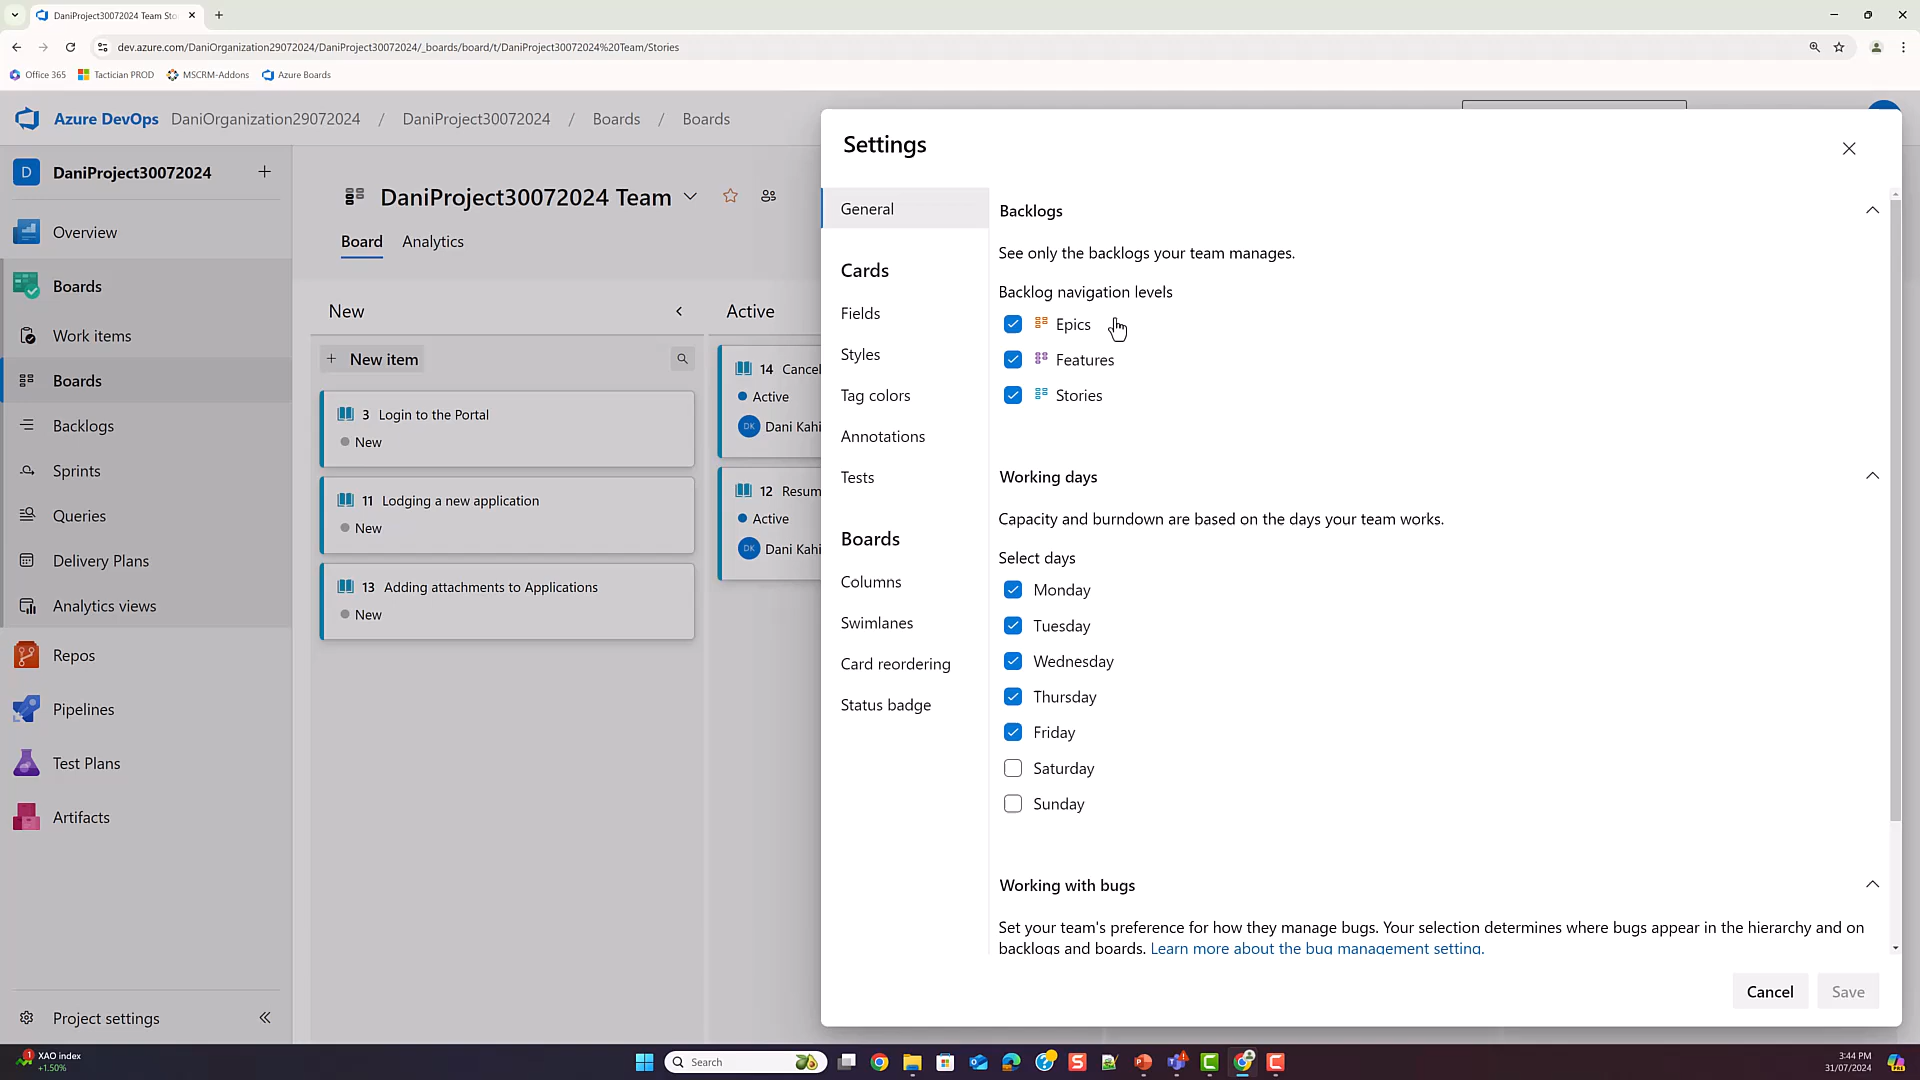 DaniProject30072024 Team Sto
dev.azure.com/DaniOrganization29072024/DaniProject30072024/_boards/board/t/DaniProject30072024%20Team/Stories
Office 365
Tactician PROD
MSCRM-Addons
Azure Boards
Azure DevOps DaniOrganization29072024 / DaniProject30072024 / Boards / Boards
D DaniProject30072024
Overview
Boards
Work items
Boards
Backlogs
Sprints
Queries
Delivery Plans
Analytics views
Repos
Pipelines
Test Plans
Artifacts
Project settings
DaniProject30072024 Team
Board Analytics
New
New item
3 Login to the Portal
New
11 Lodging a new application
New
13 Adding attachments to Applications
New
Active
14 Cancel
Active
DK Dani Kahi
12 Resum
Active
DK Dani Kahi
Settings
General
Cards
Fields
Styles
Tag colors
Annotations
Tests
Boards
Columns
Swimlanes
Card reordering
Status badge
Backlogs
See only the backlogs your team manages.
Backlog navigation levels
Epics
Features
Stories
Working days
Capacity and burndown are based on the days your team works.
Select days
Monday
Tuesday
Wednesday
Thursday
Friday
Saturday
Sunday
Working with bugs
Set your team's preference for how they manage bugs. Your selection determines where bugs appear in the hierarchy and on
backlogs and boards. Learn more about the bug management setting.
Cancel
Save
1 XAO index
+1.50%
Search
3:44 PM
31/07/2024